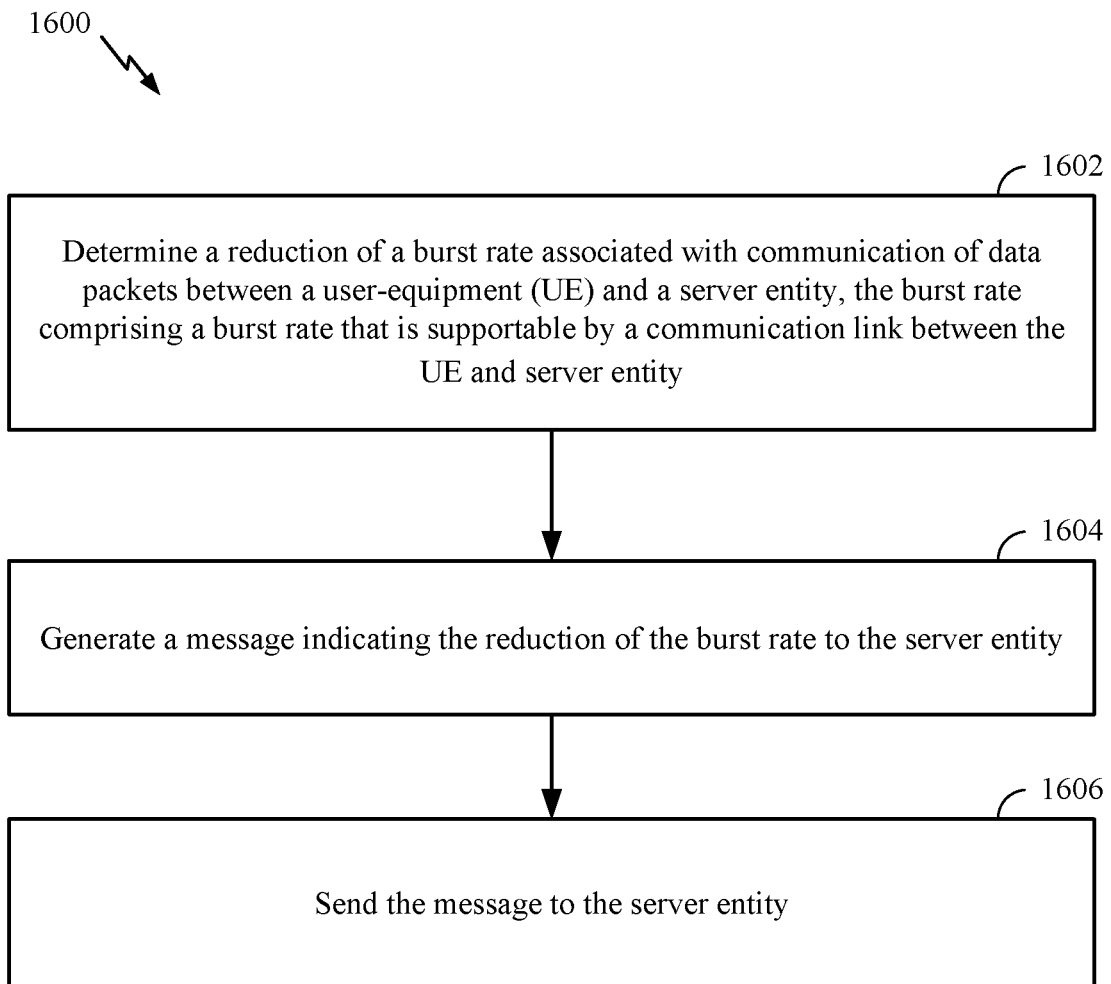 1600
1602
Determine a reduction of a burst rate associated with communication of data
packets between a user-equipment (UE) and a server entity, the burst rate
comprising a burst rate that is supportable by a communication link between the
UE and server entity
1604
Generate a message indicating the reduction of the burst rate to the server entity
1606
Send the message to the server entity